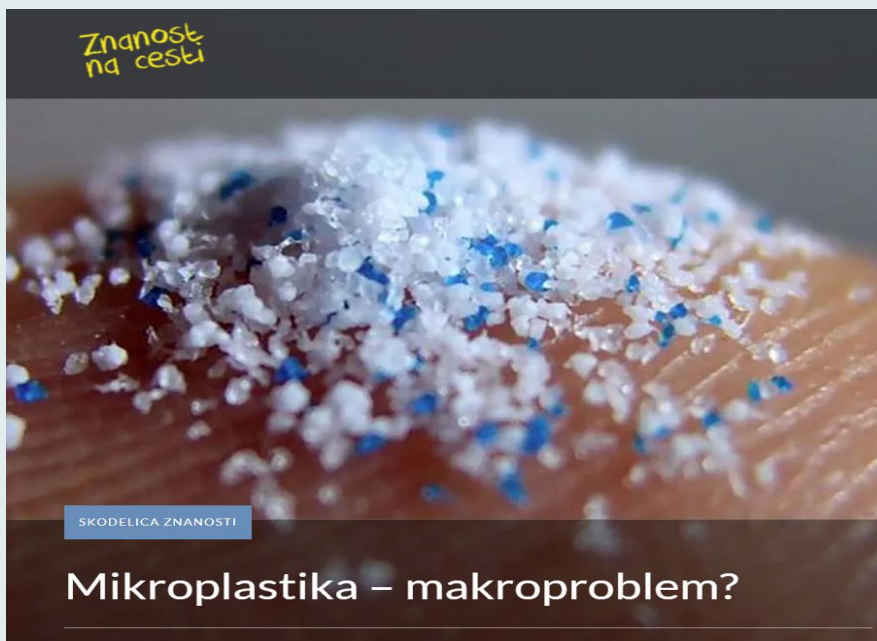 Znanost
na cesti
SKODELICA ZNANOSTI
Mikroplastika – makroproblem?